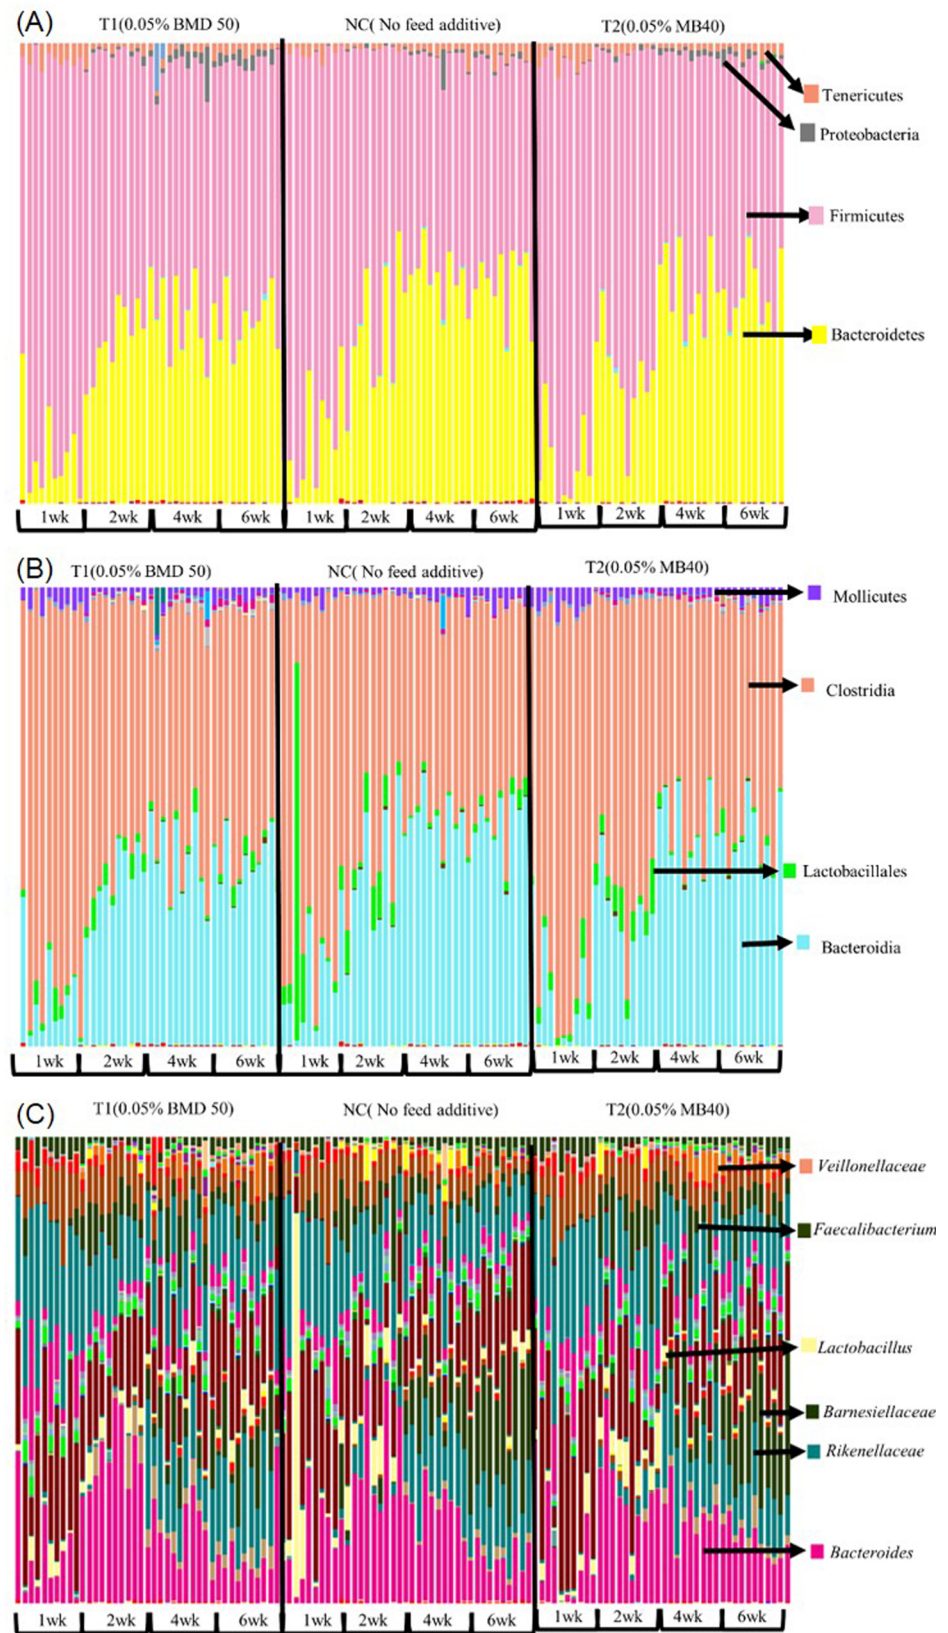 (A)
T1(0.05% BMD 50) NC( No feed additive) T2(0.05% MB40)
Tenericutes
Proteobacteria
Firmicutes
Bacteroidetes
1wk 2wk 4wk 6wk 1wk 2wk 4wk 6wk 1wk 2wk 4wk 6wk
(B)
T1(0.05% BMD 50) NC( No feed additive) T2(0.05% MB40)
Mollicutes
Clostridia
Lactobacillales
Bacteroidia
1wk 2wk 4wk 6wk 1wk 2wk 4wk 6wk 1wk 2wk 4wk 6wk
(C)
T1(0.05% BMD 50) NC( No feed additive) T2(0.05% MB40)
Veillonellaceae
Faecalibacterium
Lactobacillus
Barnesiellaceae
Rikenellaceae
Bacteroides
1wk 2wk 4wk 6wk 1wk 2wk 4wk 6wk 1wk 2wk 4wk 6wk